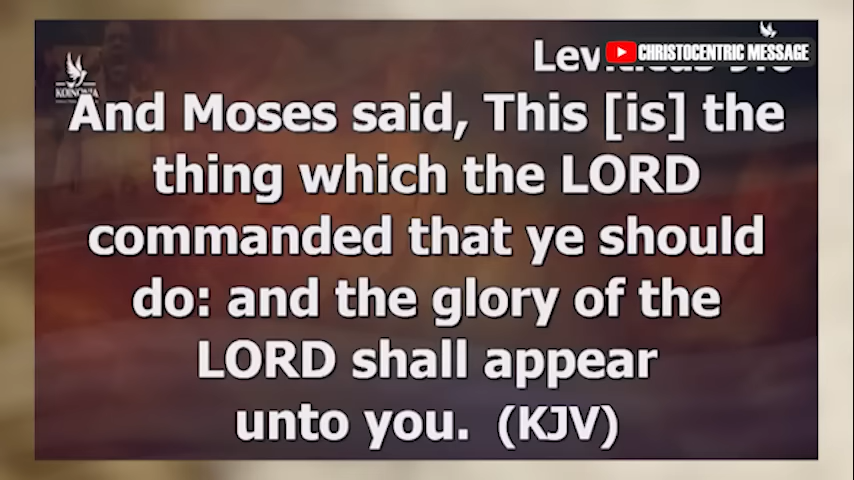 CHRISTOCENTRIC MESSAGE
KOINONIA
And Moses said, This [is] the
thing which the LORD
commanded that ye should
do: and the glory of the
LORD shall appear
unto you. (KJV)